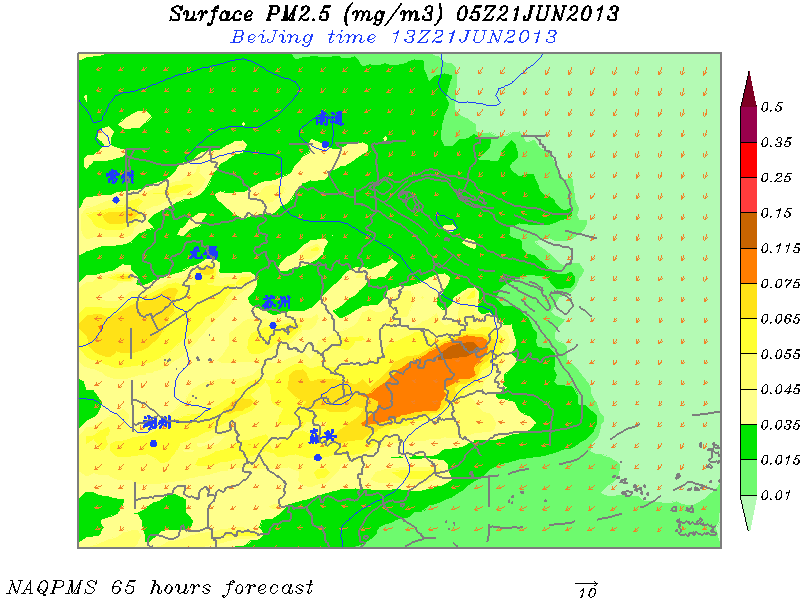 Surface PM2.5 (mg/m3) 05Z21JUN2013
BeiJing time 13Z21JUN2013
南通
0.5
0.35
常州
0.25
0.15
无锡
0.115
0.075
苏州
0.065
0.055
0.045
湖州
0.035
嘉兴
0.015
0.01
NAQPMS 65 hours forecast
10